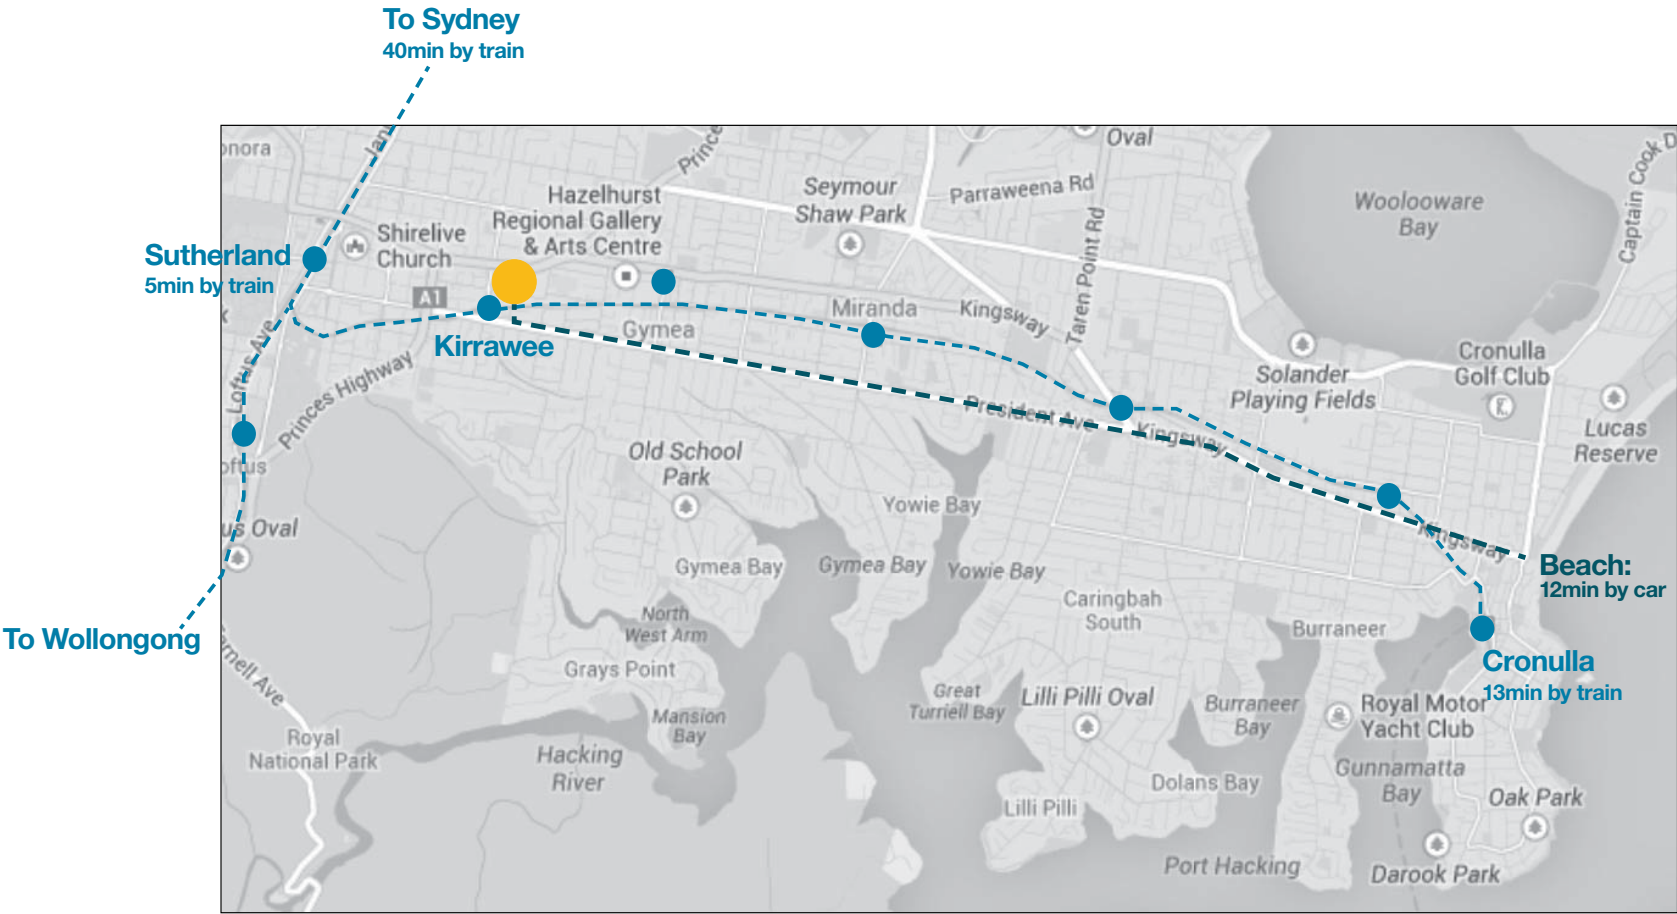 To Sydney
40min by train
Oval
Captain Cook D
Parraweena Rd
Seymour
Shaw Park
Hazelhurst
Regional Gallery
& Arts Centre
Woolooware
Bay
Shirelive
Church
Sutherland
5min by train
A1
Taren Point Rd
Miranda
Kingsway
Gymea
Kirrawee
Loftus Ave
Princes Highway
Solander
Playing Fields
Cronulla
Golf Club
President Ave
Kingsway
Lucas
Reserve
Old School
Park
Yowie Bay
Kingsway
Gymea Bay
Gymea Bay
Yowie Bay
Beach:
12min by car
Caringbah
South
North
West Arm
Burraneer
To Wollongong
Grays Point
Cronulla
13min by train
Great
Turriell Bay
Lilli Pilli Oval
Burraneer
Bay
Royal Motor
Yacht Club
Mansion
Bay
Royal
National Park
Hacking
River
Gunnamatta
Bay
Dolans Bay
Oak Park
Lilli Pilli
Port Hacking
Darook Park